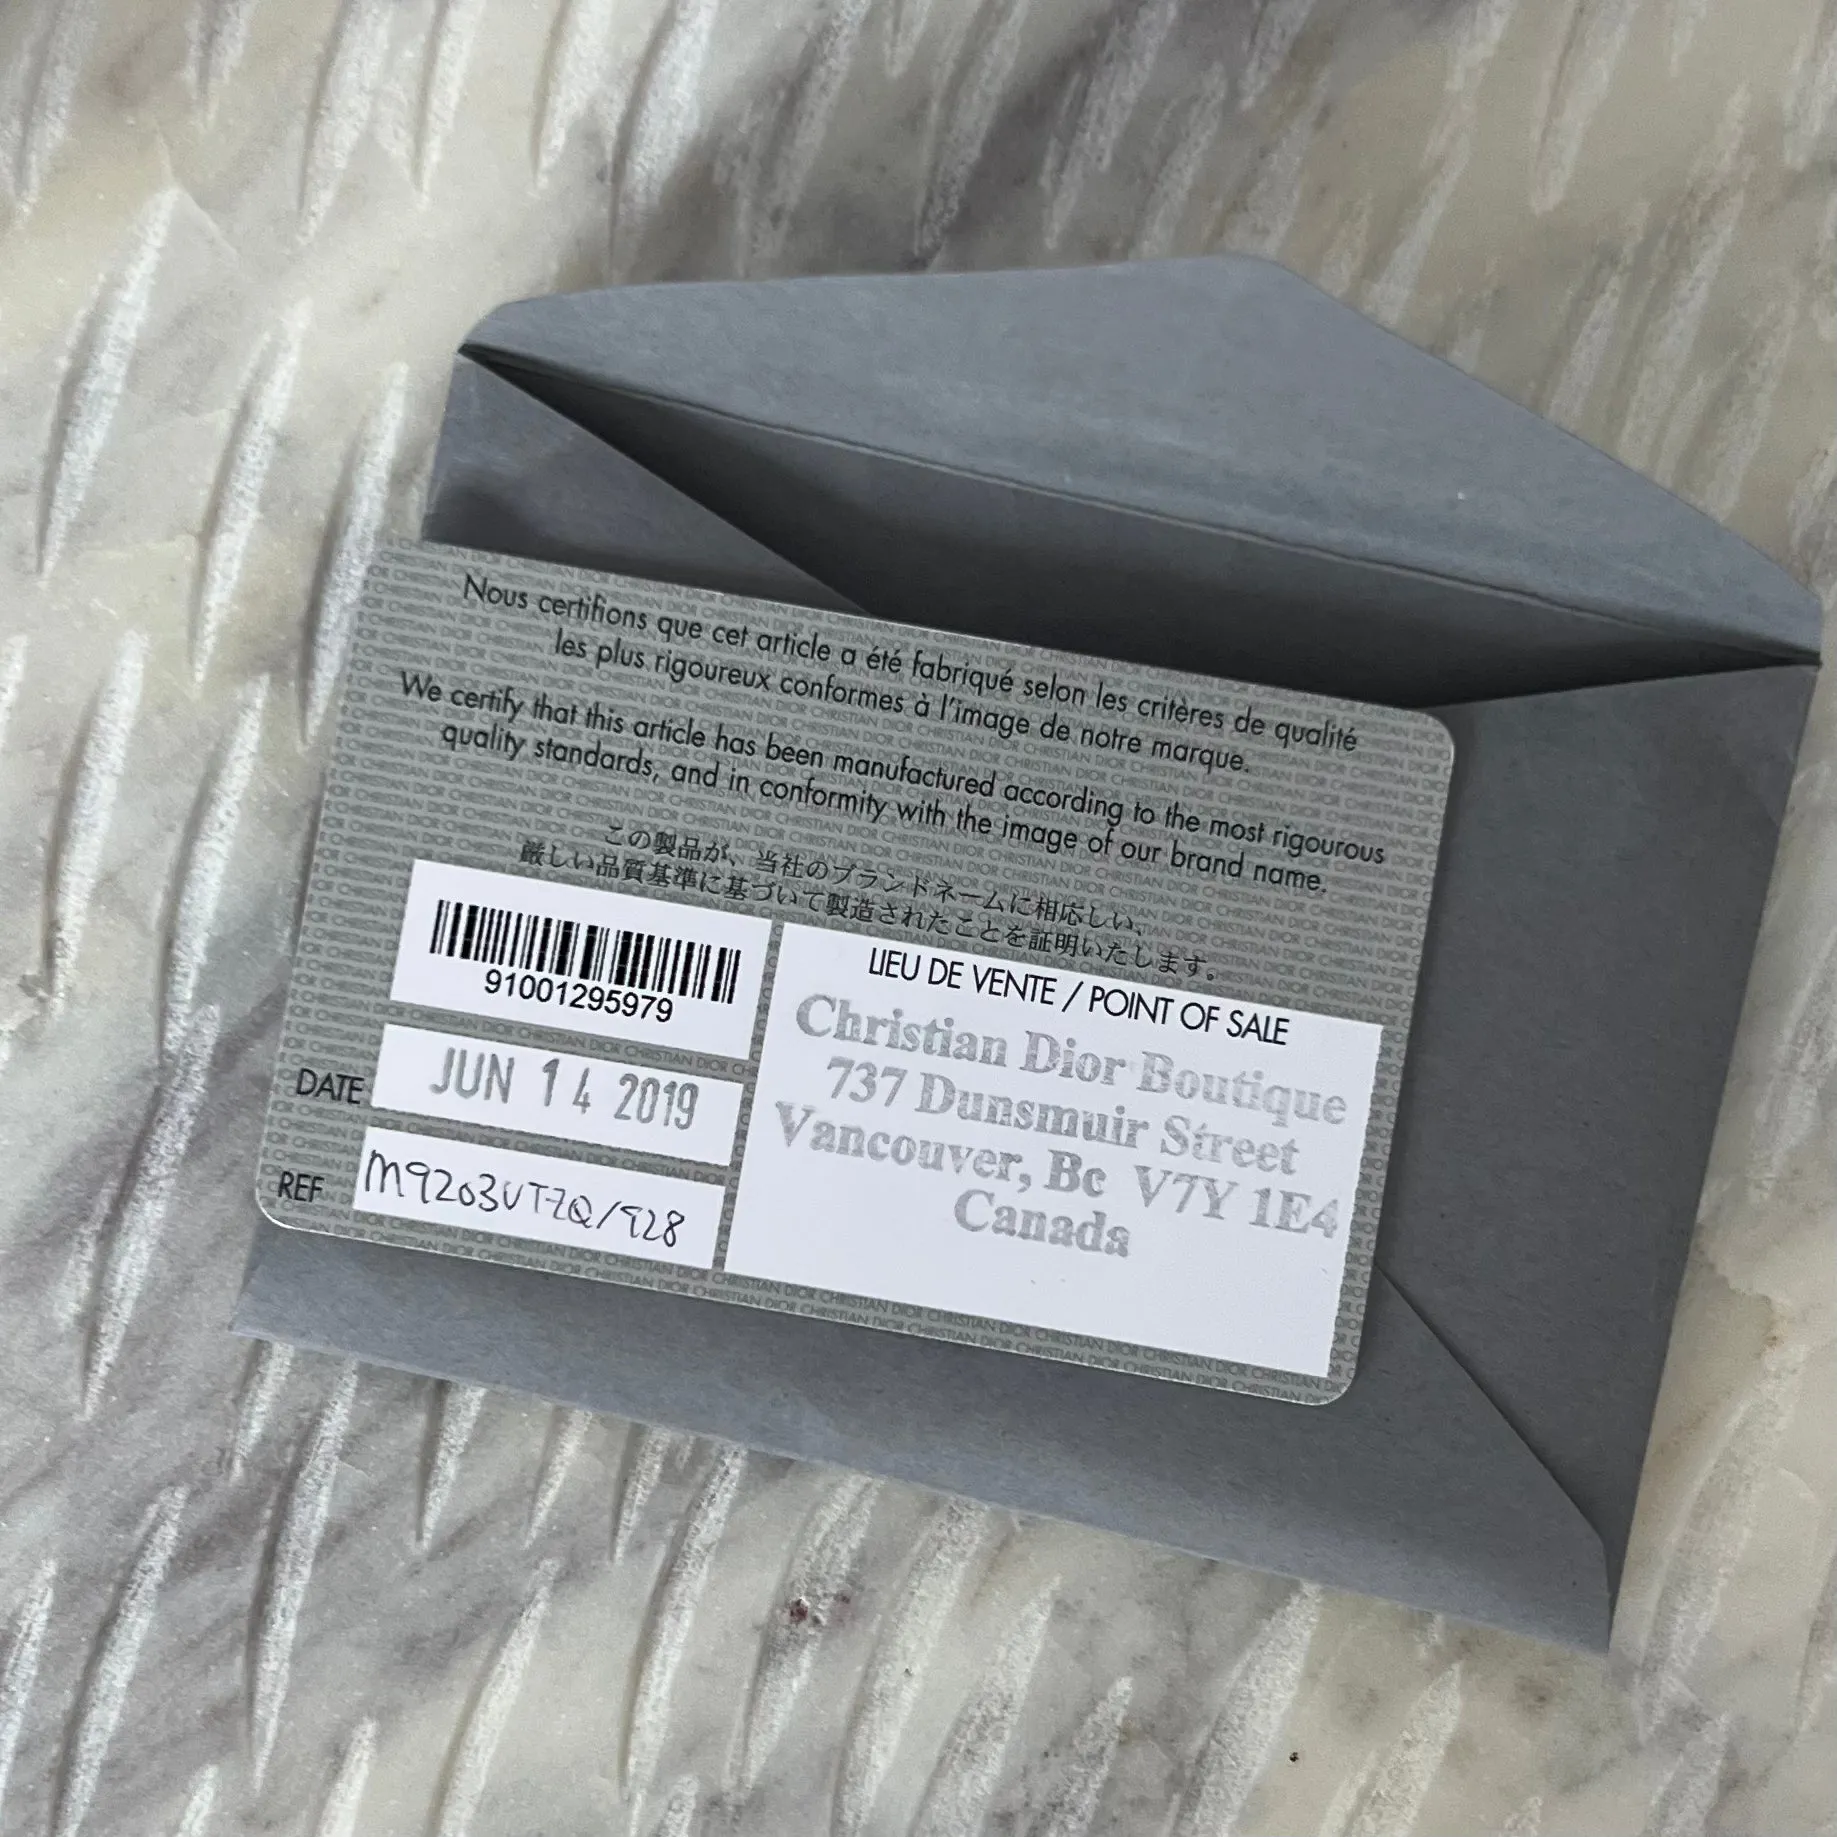 Nous certifions que cet article a été fabriqué selon les critères de qualité
les plus rigoureux conformes à l'image de notre marque.
We certify that this article has been manufactured according to the most rigourous
quality standards, and in conformity with the image of our brand name.
この製品が、当社のブランドネームに相応しい、
厳しい品質基準に基づいて製造されたことを証明いたします。
91001295979
DATE JUN 14 2019
REF M9203UTZQ/928
LIEU DE VENTE / POINT OF SALE
Christian Dior Boutique
737 Dunsmuir Street
Vancouver, Bc V7Y 1E4
Canada